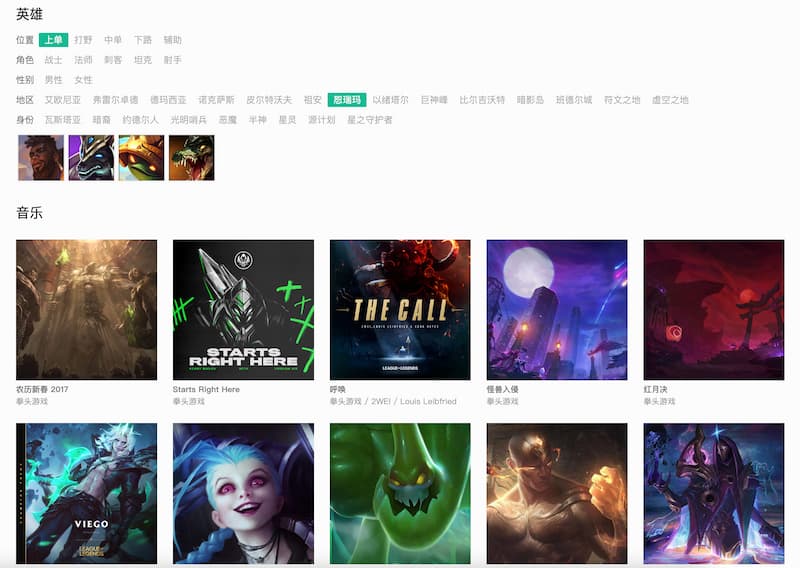 英雄
位置 上单 打野 中单 下路 辅助
角色 战士 法师 刺客 坦克 射手
性别 男性 女性
地区 艾欧尼亚 弗雷尔卓德 德玛西亚 诺克萨斯 皮尔特沃夫 祖安 恕瑞玛 以绪塔尔 巨神峰 比尔吉沃特 暗影岛 班德尔城 符文之地 虚空之地
身份 瓦斯塔亚 暗裔 约德尔人 光明哨兵 恶魔 半神 星灵 源计划 星之守护者
音乐
STARTS
RIGHT HERE
THE CALL
LEAGUE OF LEGENDS
农历新春 2017
Starts Right Here
呼唤
怪兽入侵
红月决
拳头游戏
拳头游戏
拳头游戏 / 2WEI / Louis Leibfried
拳头游戏
拳头游戏
VIEGO
LEAGUE OF
LEGENDS